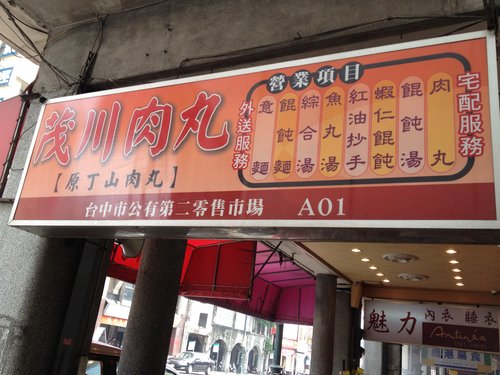 茂川肉丸
【原丁山肉丸】
外送服務
營業項目
意麵
餛飩麵
綜合湯
魚丸湯
紅油抄手
蝦仁餛飩
餛飩湯
肉丸
宅配服務
台中市公有第二零售市場 A01
魅力
內衣 睡衣